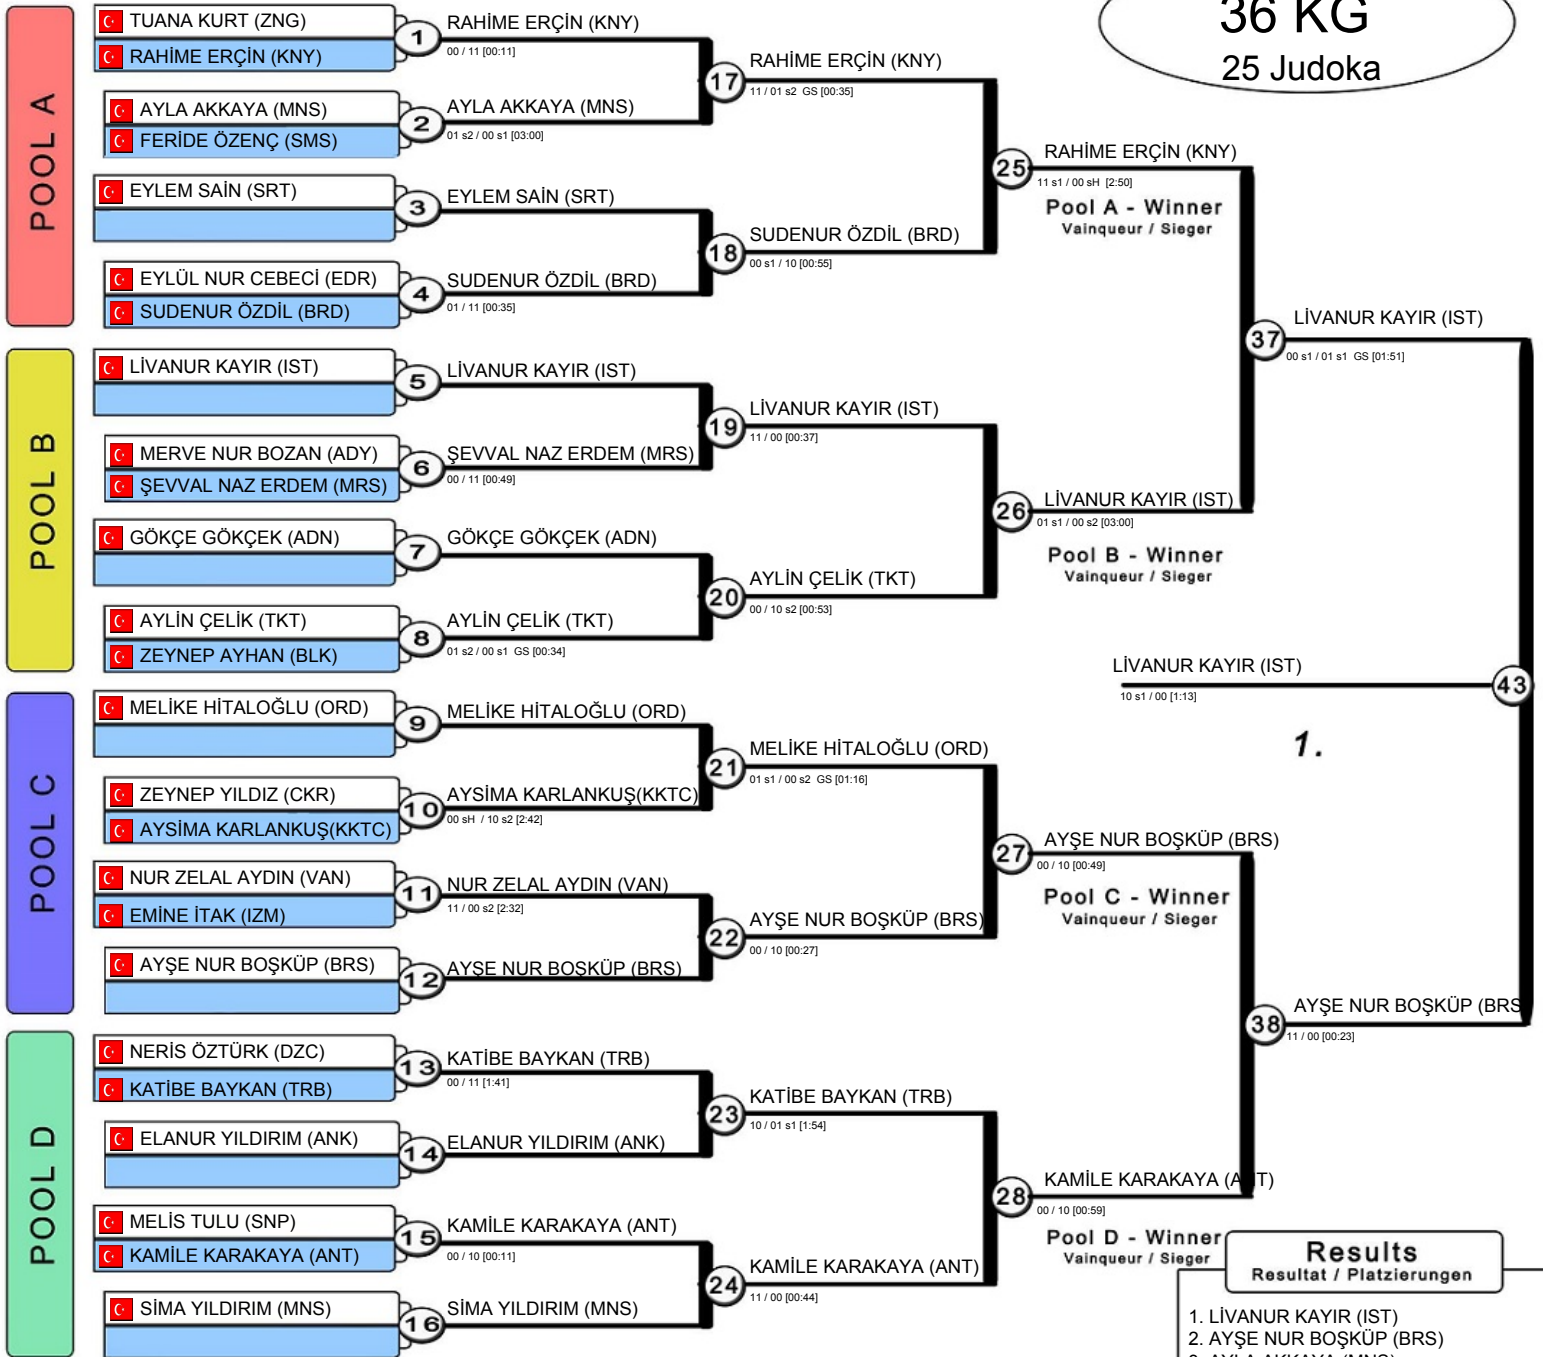 36 KG
25 Judoka
POOL A
TUANA KURT (ZNG)
RAHİME ERÇİN (KNY)
1
RAHİME ERÇİN (KNY)
00 / 11 [00:11]
AYLA AKKAYA (MNS)
FERİDE ÖZENÇ (SMS)
2
AYLA AKKAYA (MNS)
01 s2 / 00 s1 [03:00]
EYLEM SAİN (SRT)
3
EYLEM SAİN (SRT)
EYLÜL NUR CEBECİ (EDR)
SUDENUR ÖZDİL (BRD)
4
SUDENUR ÖZDİL (BRD)
01 / 11 [00:35]
17
RAHİME ERÇİN (KNY)
11 / 01 s2 GS [00:35]
18
SUDENUR ÖZDİL (BRD)
00 s1 / 10 [00:55]
25
RAHİME ERÇİN (KNY)
11 s1 / 00 sH [2:50]
Pool A - Winner
Vainqueur / Sieger
POOL B
LİVANUR KAYIR (IST)
5
LİVANUR KAYIR (IST)
MERVE NUR BOZAN (ADY)
ŞEVVAL NAZ ERDEM (MRS)
6
ŞEVVAL NAZ ERDEM (MRS)
00 / 11 [00:49]
GÖKÇE GÖKÇEK (ADN)
7
GÖKÇE GÖKÇEK (ADN)
AYLİN ÇELİK (TKT)
ZEYNEP AYHAN (BLK)
8
AYLİN ÇELİK (TKT)
01 s2 / 00 s1 GS [00:34]
19
LİVANUR KAYIR (IST)
11 / 00 [00:37]
20
AYLİN ÇELİK (TKT)
00 / 10 s2 [00:53]
26
LİVANUR KAYIR (IST)
01 s1 / 00 s2 [03:00]
Pool B - Winner
Vainqueur / Sieger
37
LİVANUR KAYIR (IST)
00 s1 / 01 s1 GS [01:51]
POOL C
MELİKE HİTALOĞLU (ORD)
9
MELİKE HİTALOĞLU (ORD)
ZEYNEP YILDIZ (CKR)
AYSİMA KARLANKUŞ(KKTC)
10
AYSİMA KARLANKUŞ(KKTC)
00 sH / 10 s2 [2:42]
NUR ZELAL AYDIN (VAN)
EMİNE İTAK (IZM)
11
NUR ZELAL AYDIN (VAN)
11 / 00 s2 [2:32]
AYŞE NUR BOŞKÜP (BRS)
12
AYŞE NUR BOŞKÜP (BRS)
21
MELİKE HİTALOĞLU (ORD)
01 s1 / 00 s2 GS [01:16]
22
AYŞE NUR BOŞKÜP (BRS)
00 / 10 [00:27]
27
AYŞE NUR BOŞKÜP (BRS)
00 / 10 [00:49]
Pool C - Winner
Vainqueur / Sieger
LİVANUR KAYIR (IST)
10 s1 / 00 [1:13]
43
1.
POOL D
NERİS ÖZTÜRK (DZC)
KATİBE BAYKAN (TRB)
13
KATİBE BAYKAN (TRB)
00 / 11 [1:41]
ELANUR YILDIRIM (ANK)
14
ELANUR YILDIRIM (ANK)
MELİS TULU (SNP)
KAMİLE KARAKAYA (ANT)
15
KAMİLE KARAKAYA (ANT)
00 / 10 [00:11]
SİMA YILDIRIM (MNS)
16
SİMA YILDIRIM (MNS)
23
KATİBE BAYKAN (TRB)
10 / 01 s1 [1:54]
24
KAMİLE KARAKAYA (ANT)
11 / 00 [00:44]
28
KAMİLE KARAKAYA (ANT)
00 / 10 [00:59]
Pool D - Winner
Vainqueur / Sieger
38
AYŞE NUR BOŞKÜP (BRS
11 / 00 [00:23]
Results
Resultat / Platzierungen
1. LİVANUR KAYIR (IST)
2. AYŞE NUR BOŞKÜP (BRS)
3. AYLA AKKAYA (MNS)